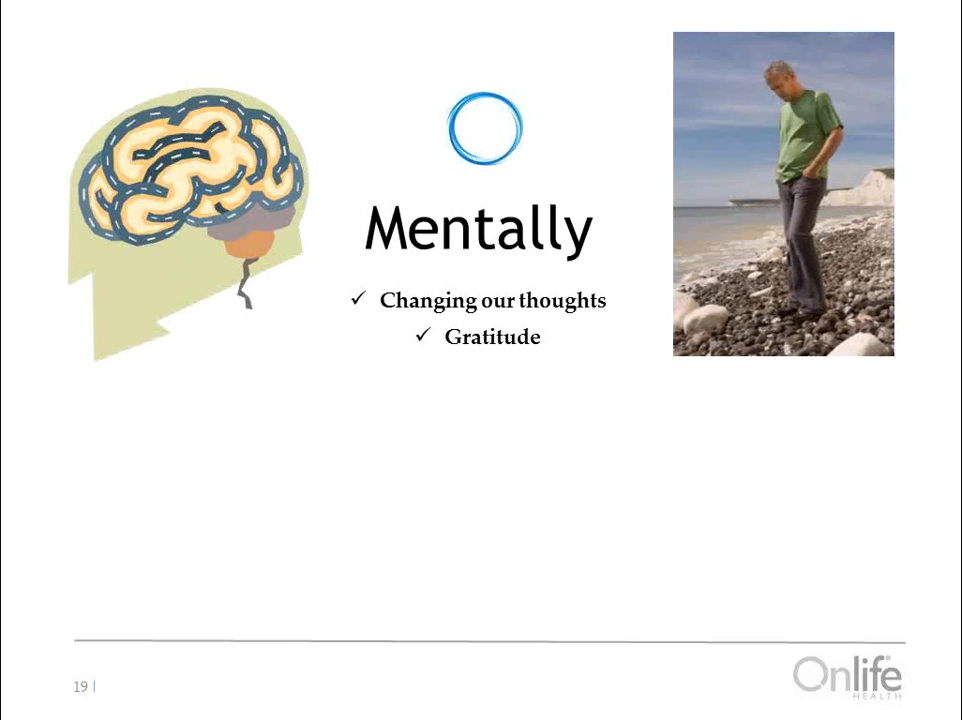 Mentally
✓ Changing our thoughts
✓ Gratitude
19 |
Onlife
HEALTH